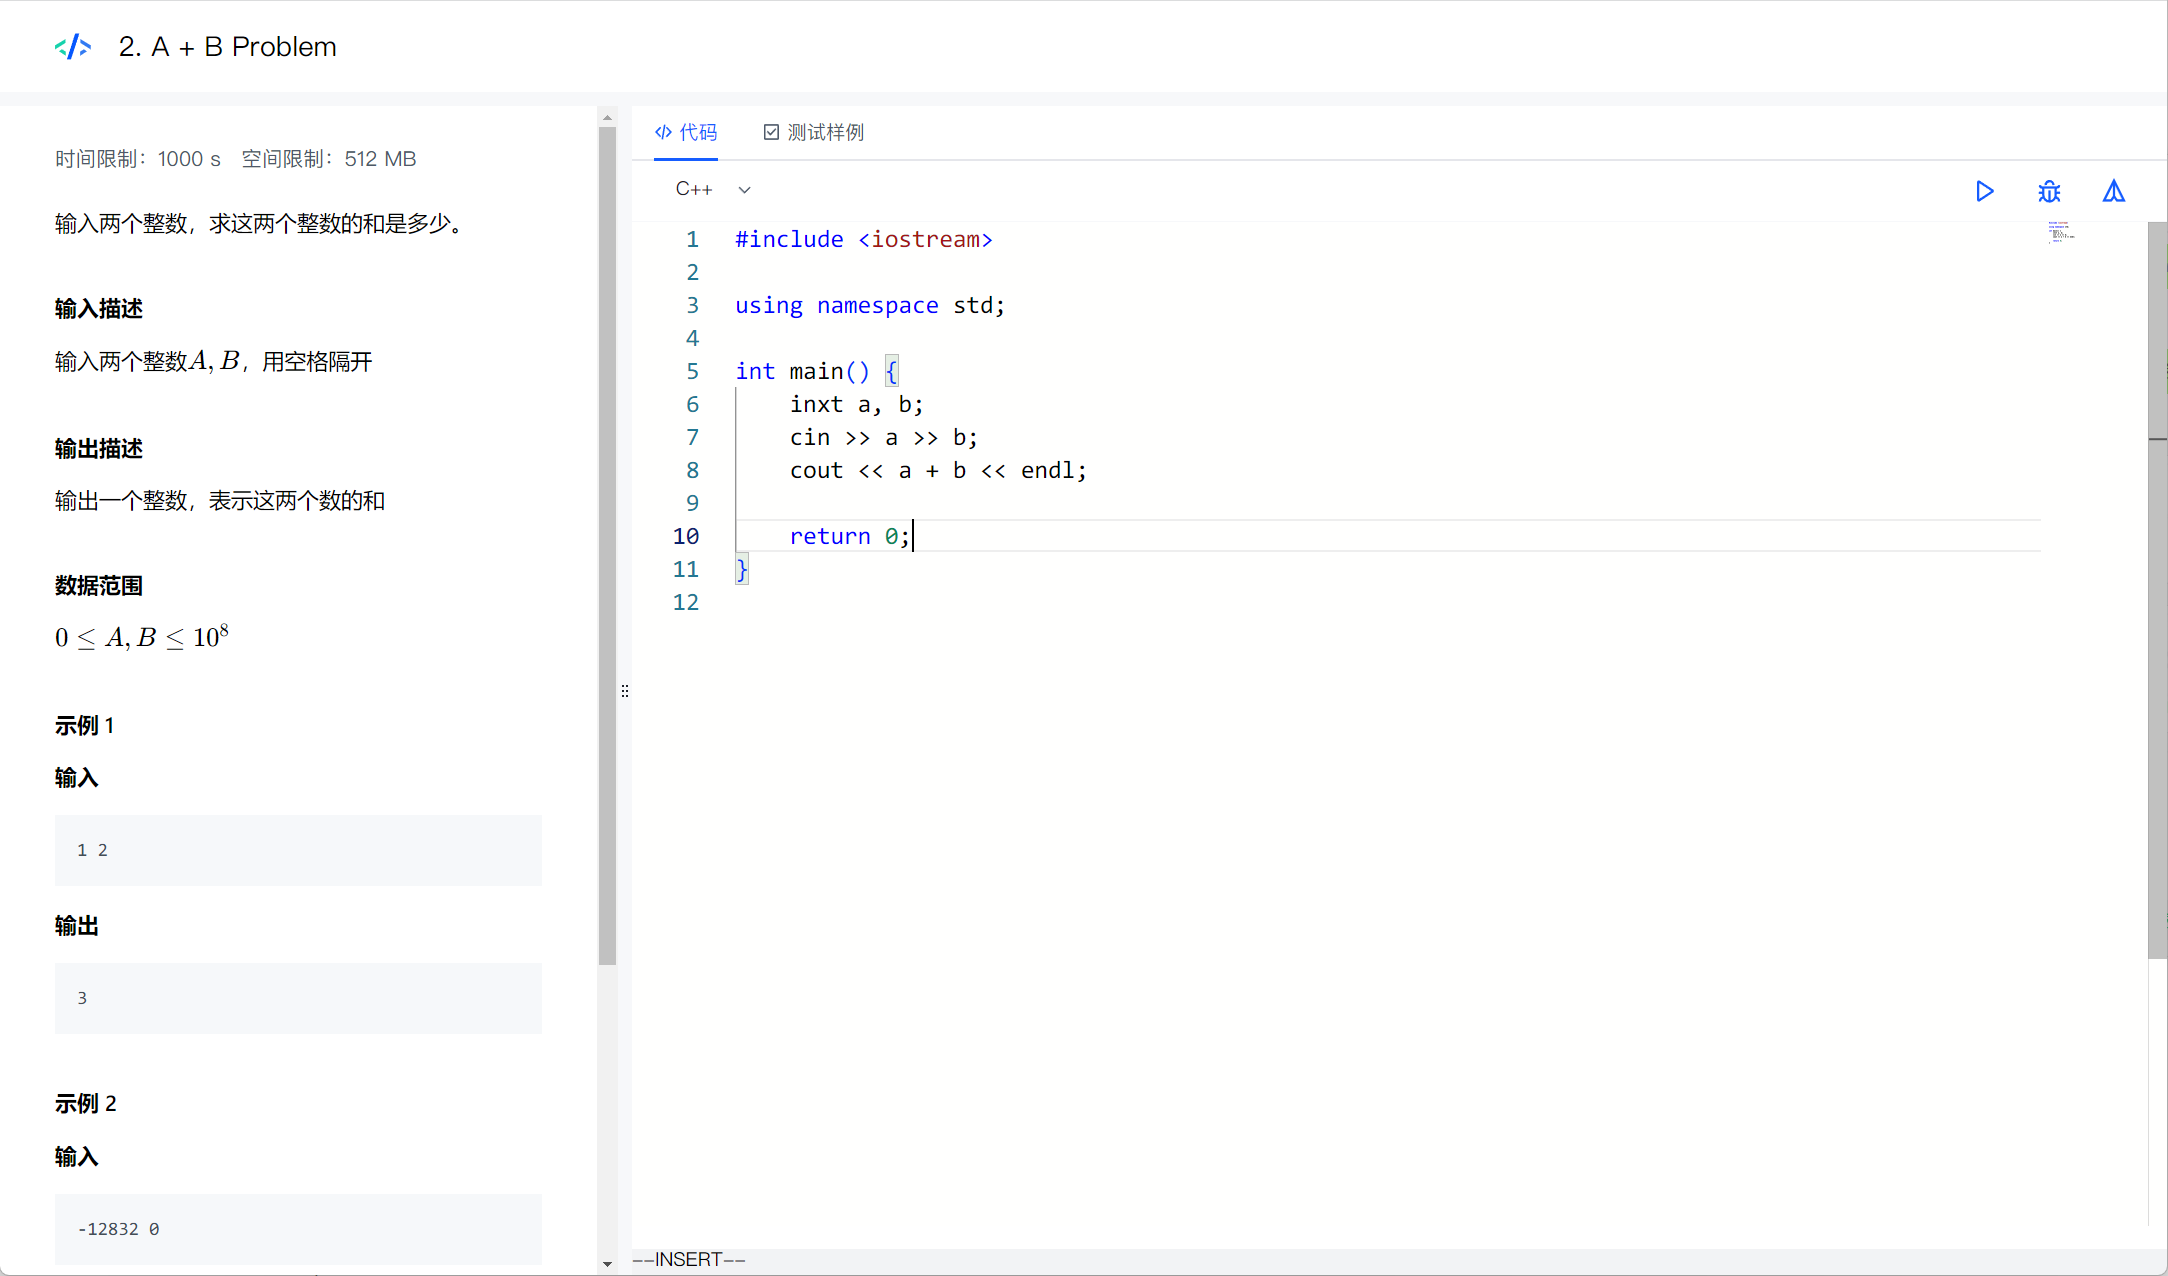 2. A + B Problem
时间限制：1000 s 空间限制：512 MB
输入两个整数，求这两个整数的和是多少。
输入描述
输入两个整数A, B，用空格隔开
输出描述
输出一个整数，表示这两个数的和
数据范围
0 ≤ A, B ≤ 10⁸
示例 1
输入
1 2
输出
3
示例 2
输入
-12832 0
代码 测试样例
C++
1 #include <iostream>
2
3 using namespace std;
4
5 int main() {
6     inxt a, b;
7     cin >> a >> b;
8     cout << a + b << endl;
9
10     return 0;
11 }
12
--INSERT--